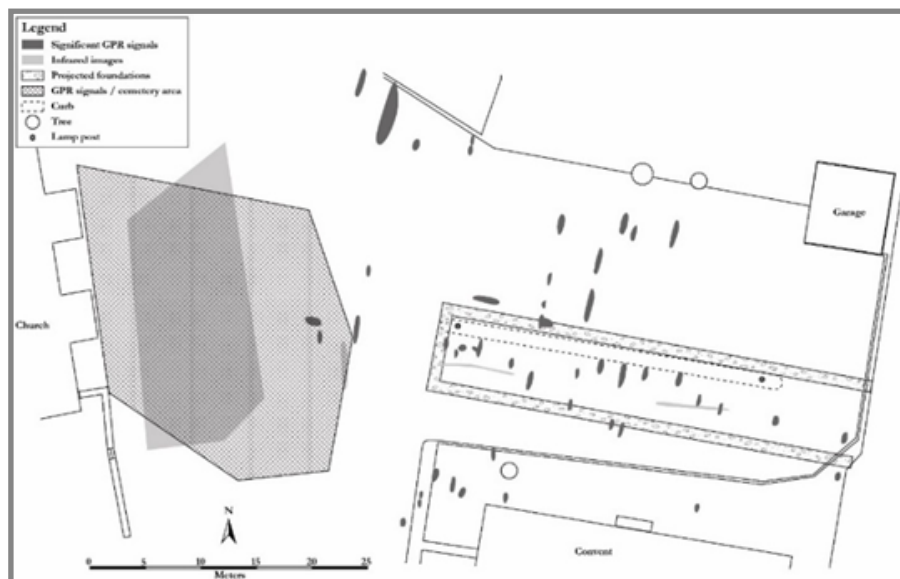 Legend
Significant GPR signals
Infrared images
Projected foundations
GPR signals / cemetery area
Curb
Tree
Lamp post
Garage
Church
N
0 5 10 15 20 25
Meters
Convent